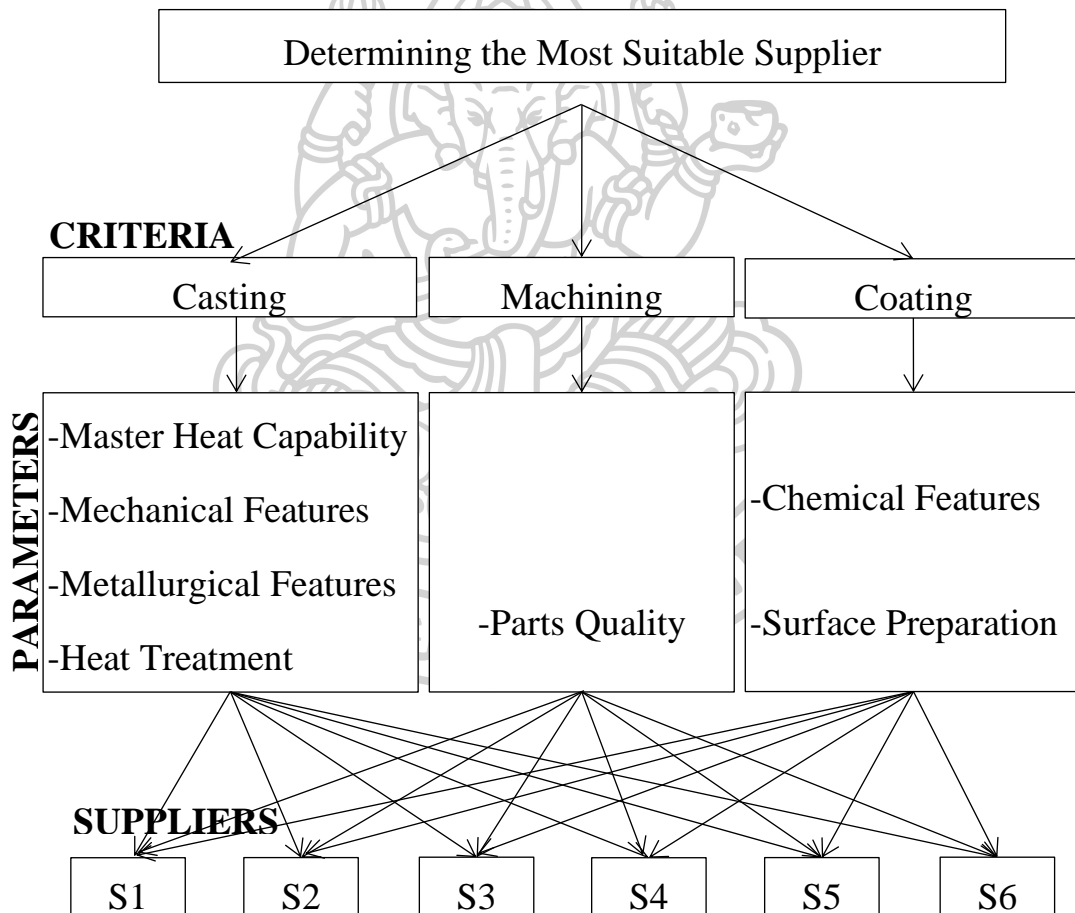 Determining the Most Suitable Supplier
CRITERIA
Casting
Machining
Coating
PARAMETERS
-Master Heat Capability
-Mechanical Features
-Metallurgical Features
-Heat Treatment
-Parts Quality
-Chemical Features
-Surface Preparation
SUPPLIERS
S1
S2
S3
S4
S5
S6